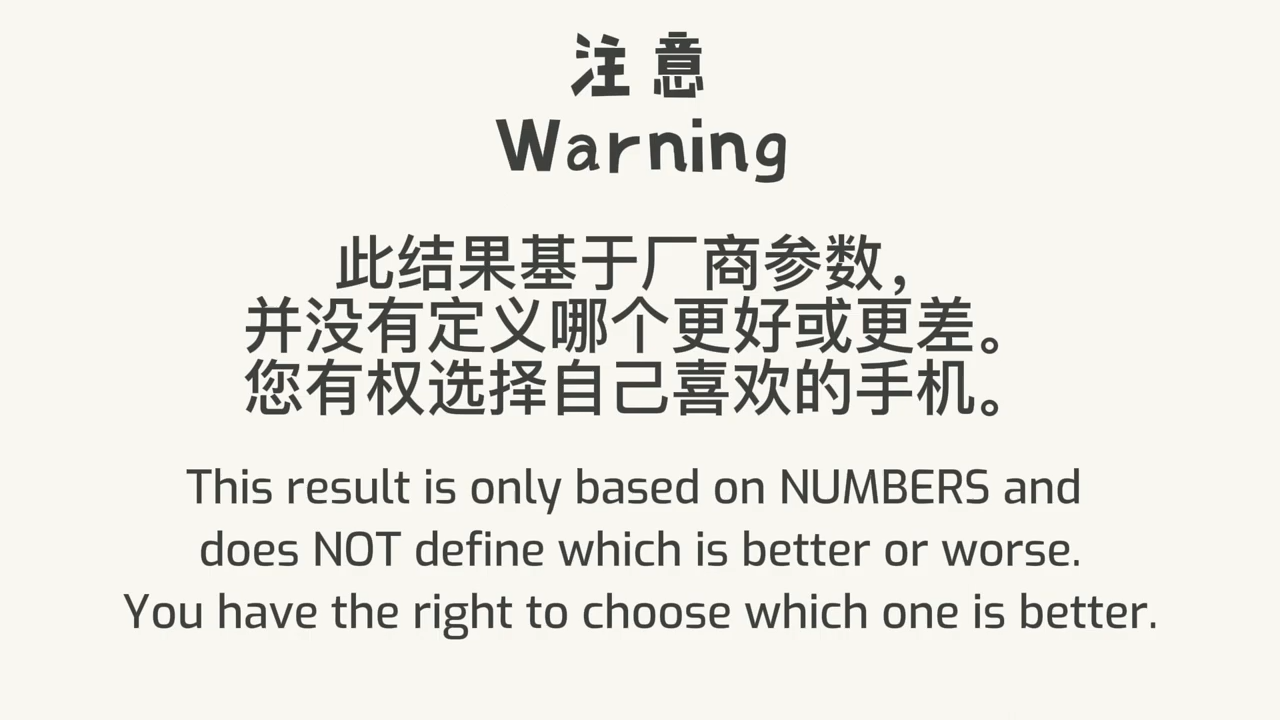 注意
Warning
此结果基于厂商参数，
并没有定义哪个更好或更差。
您有权选择自己喜欢的手机。
This result is only based on NUMBERS and
does NOT define which is better or worse.
You have the right to choose which one is better.